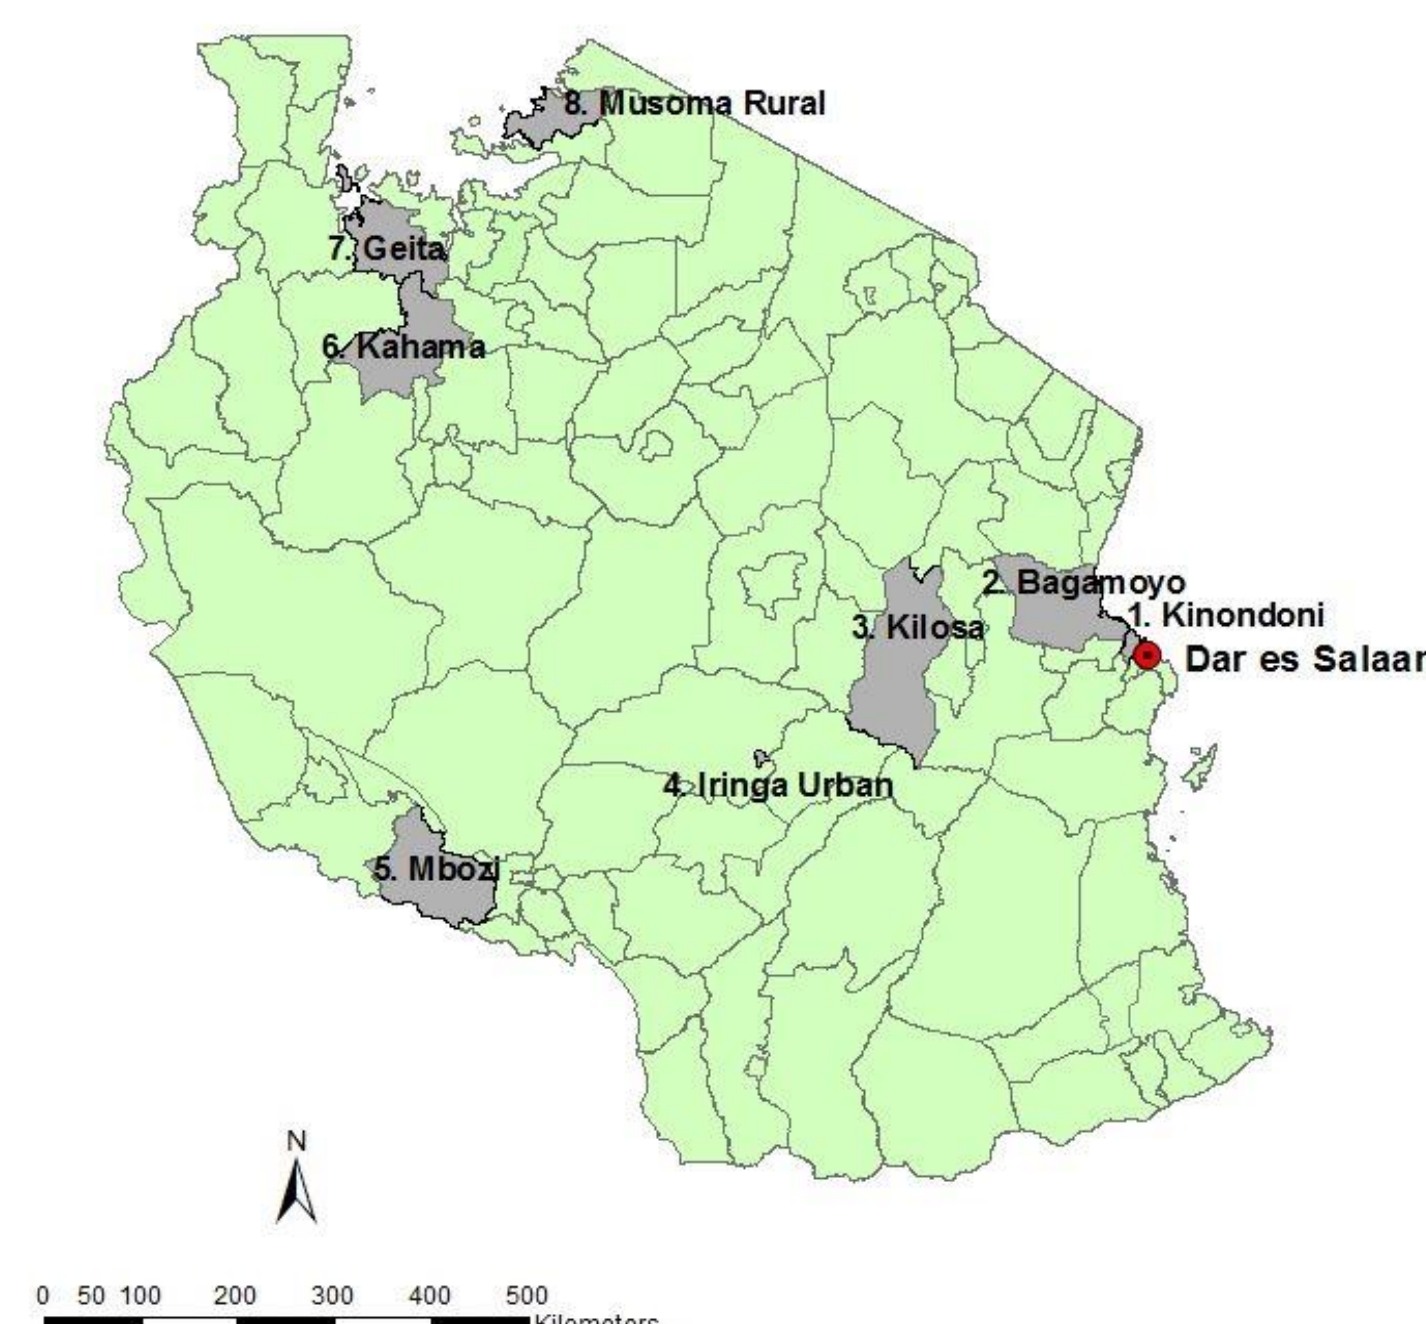 8. Musoma Rural
7. Geita
6. Kahama
2. Bagamoyo
1. Kinondoni
3. Kilosa
Dar es Salaar
4. Iringa Urban
5. Mbozi
N
0 50 100 200 300 400 500
Kilometers